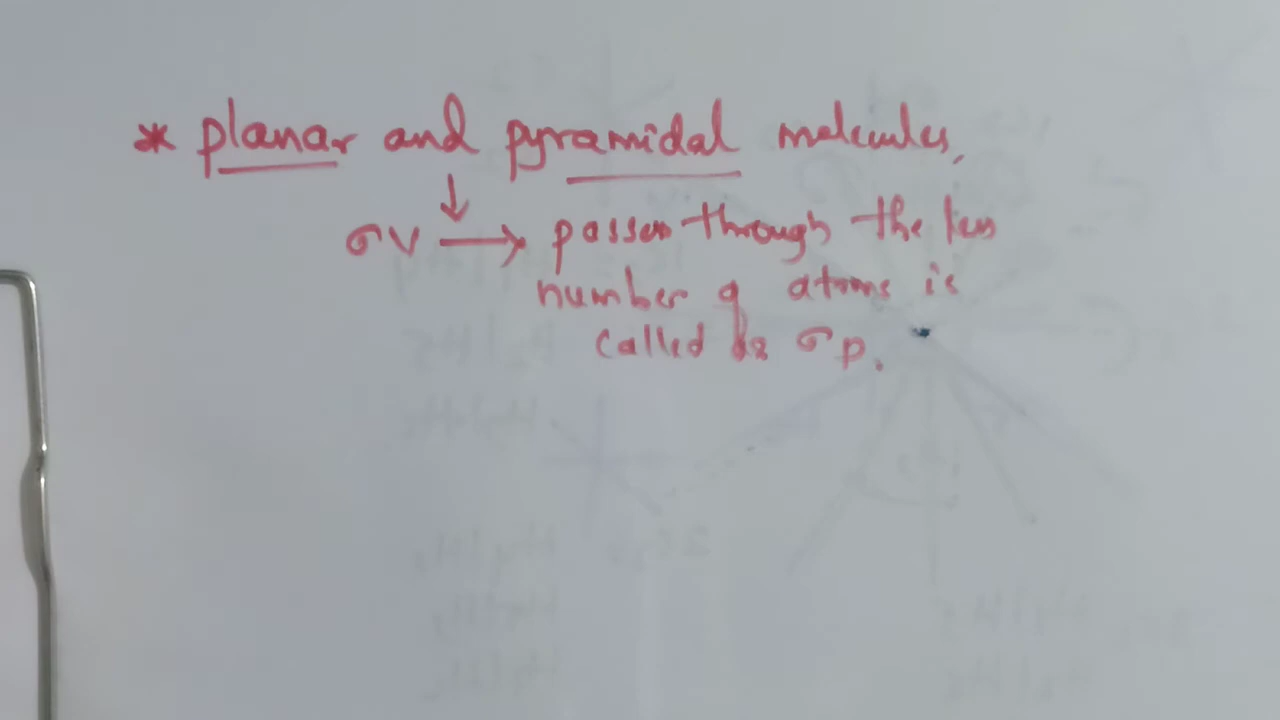 * planar and pyramidal molecules,
↓
σv → passes through the less
number of atoms is
called as σp.